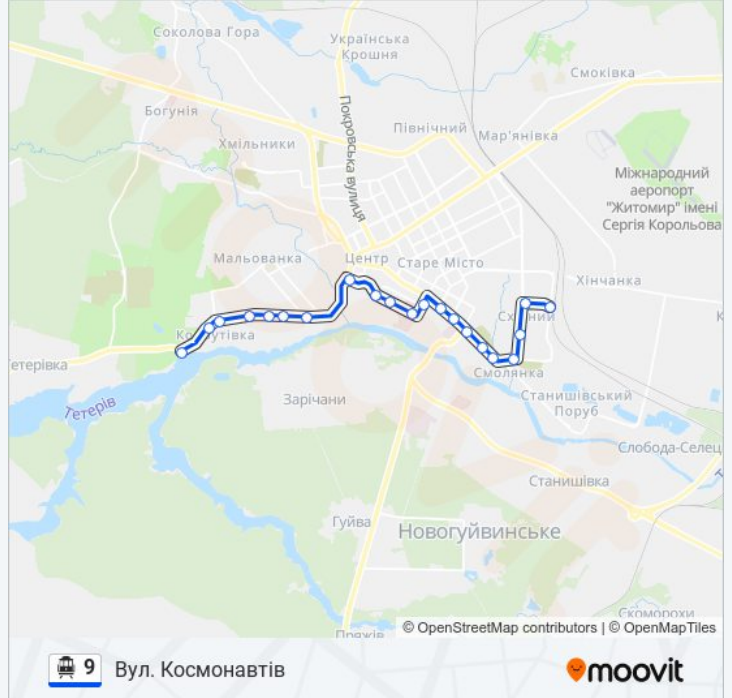 Соколова Гора
Українська
Крошня
Смоківка
Покровська вулиця
Богунія
Північний
Мар'янівка
Хмільники
Міжнародний
аеропорт
"Житомир" імені
Сергія Корольова
Мальованка
Центр
Старе Місто
Хінчанка
Тетерів
Зарічани
Смолянка
Станишівський
Поруб
Слобода-Селец
Станишівка
Гуйва
Новогуйвинське
Скоморохи
Пряжів
© OpenStreetMap contributors | © OpenMapTiles
9 Вул. Космонавтів
moovit